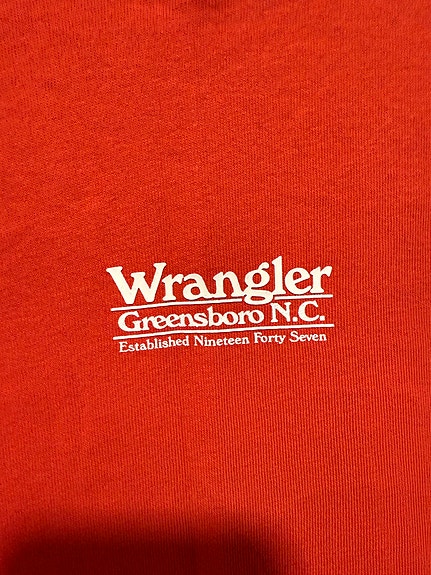 Wrangler
Greensboro N.C.
Established Nineteen Forty Seven